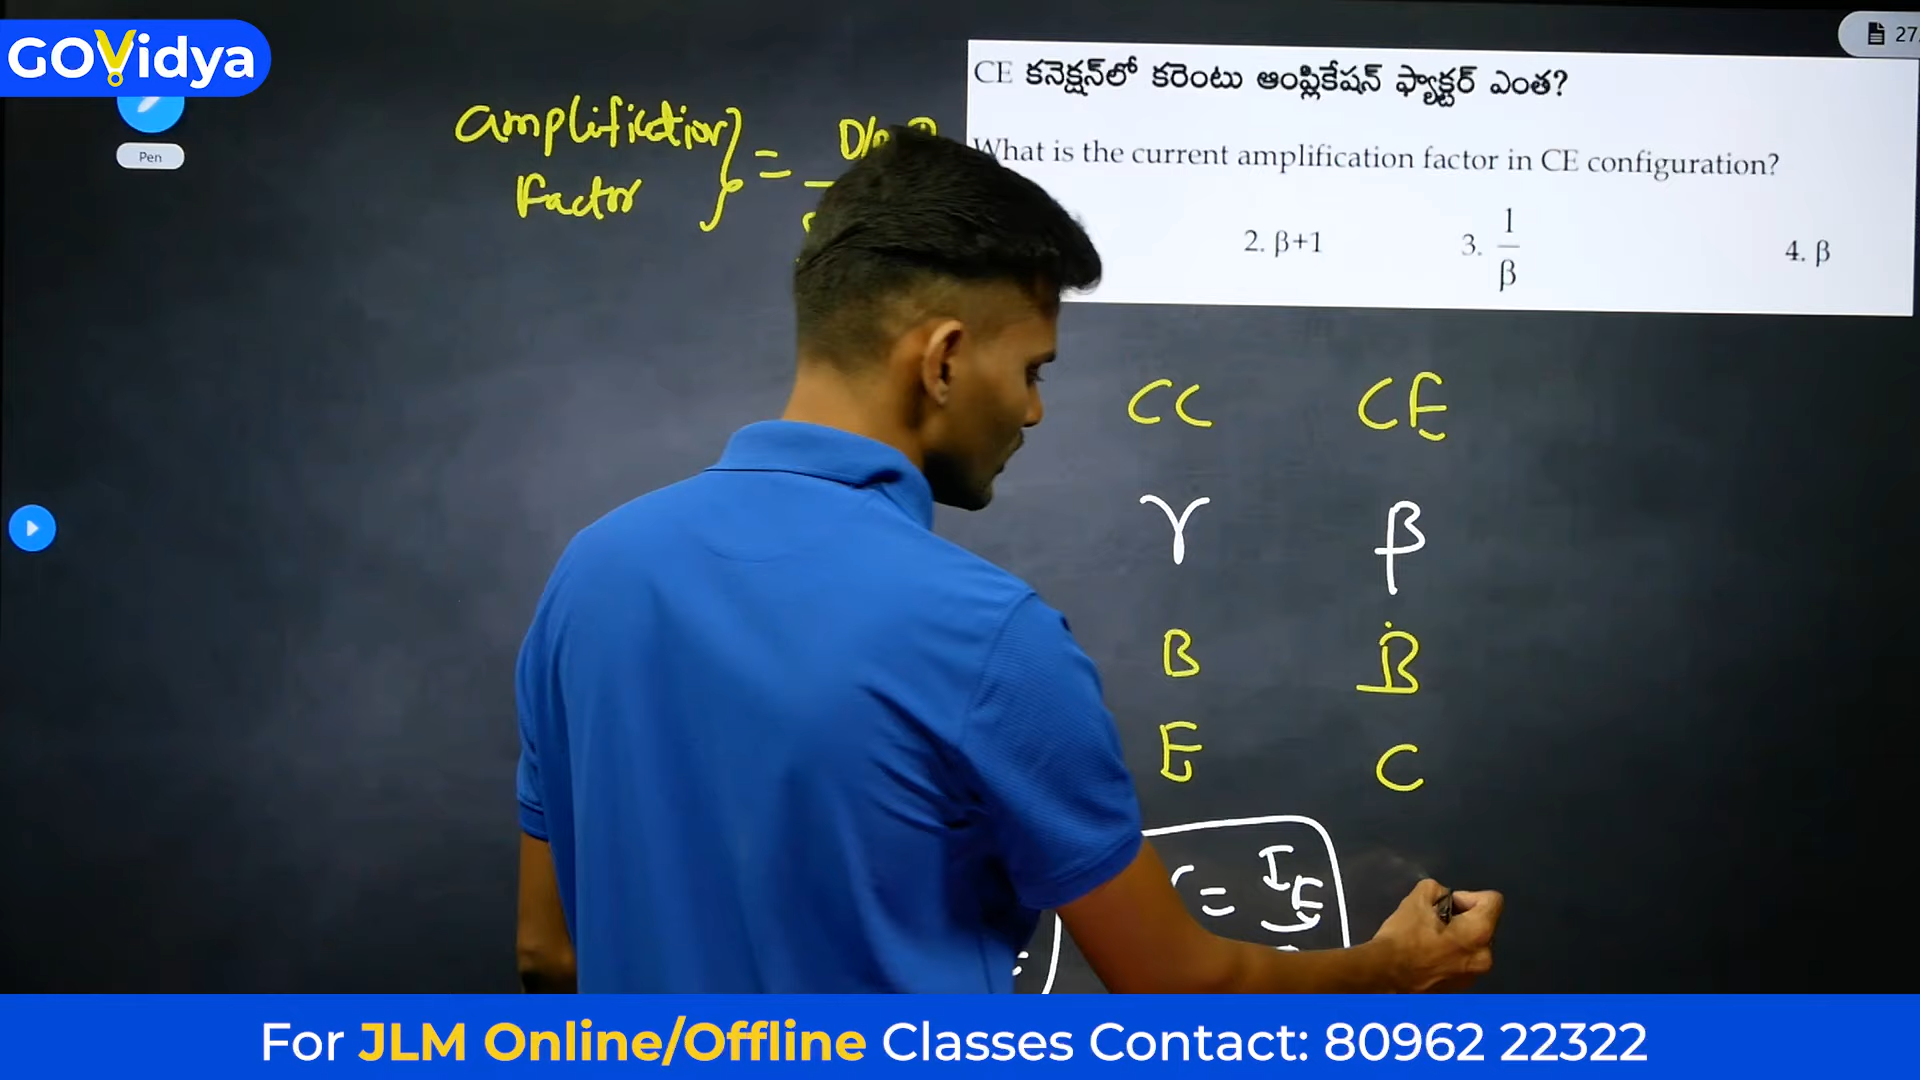 GOVidya
Pen
27
CE కనెక్షన్‌లో కరెంటు ఆంప్లికేషన్ ఫ్యాక్టర్ ఎంత?
What is the current amplification factor in CE configuration?
2. β+1
3. 1/β
4. β
amplification
Factor
=
CC CE
γ β
B B
E C
= I_E
For JLM Online/Offline Classes Contact: 80962 22322